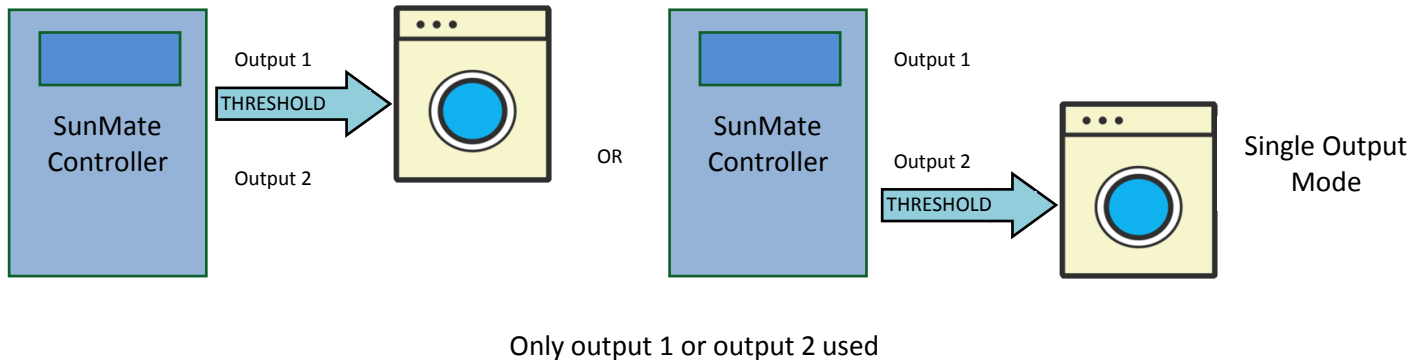 Output 1
THRESHOLD
SunMate
Controller
Output 2
OR
Output 1
SunMate
Controller
Output 2
THRESHOLD
Single Output
Mode
Only output 1 or output 2 used